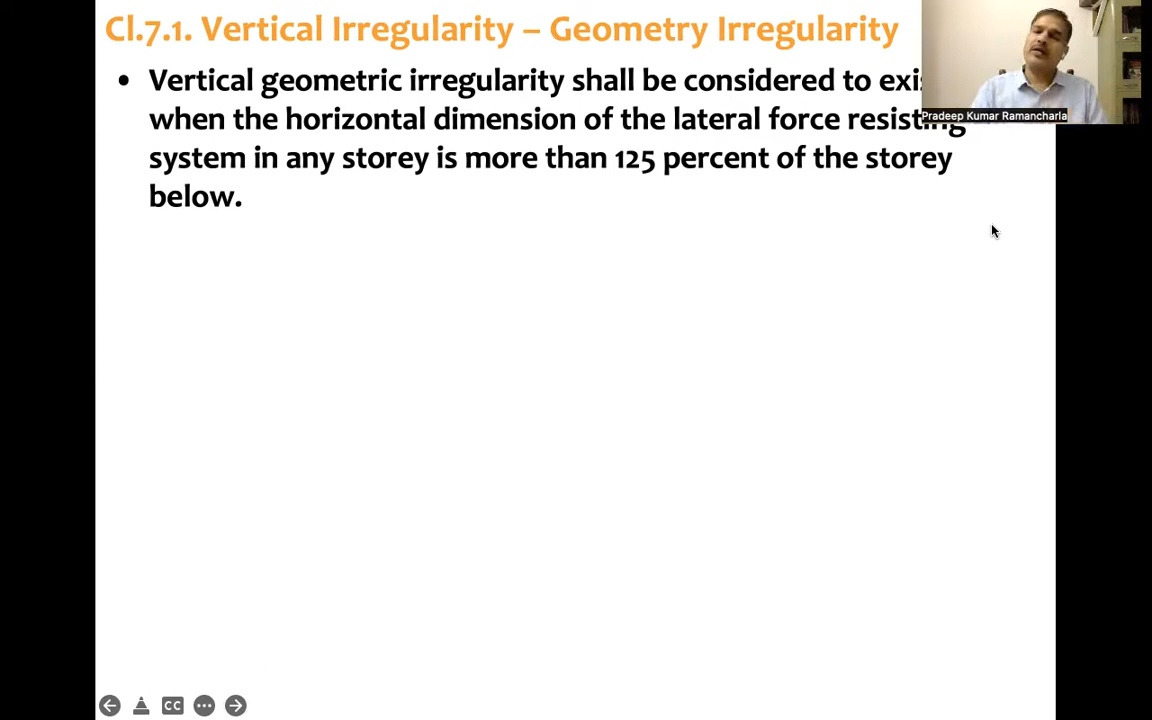 Cl.7.1. Vertical Irregularity – Geometry Irregularity
• Vertical geometric irregularity shall be considered to
when the horizontal dimension of the lateral force resisting
system in any storey is more than 125 percent of the storey
below.
Pradeep Kumar Ramancharla
CC